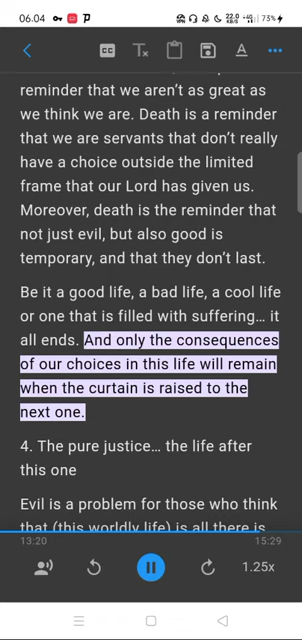 06.04
22.0
KB/S
4G
73%
CC
reminder that we aren't as great as
we think we are. Death is a reminder
that we are servants that don't really
have a choice outside the limited
frame that our Lord has given us.
Moreover, death is the reminder that
not just evil, but also good is
temporary, and that they don't last.
Be it a good life, a bad life, a cool life
or one that is filled with suffering… it
all ends. And only the consequences
of our choices in this life will remain
when the curtain is raised to the
next one.
4. The pure justice… the life after
this one
Evil is a problem for those who think
that (this worldly life) is all there is
13:20
15:29
1.25x